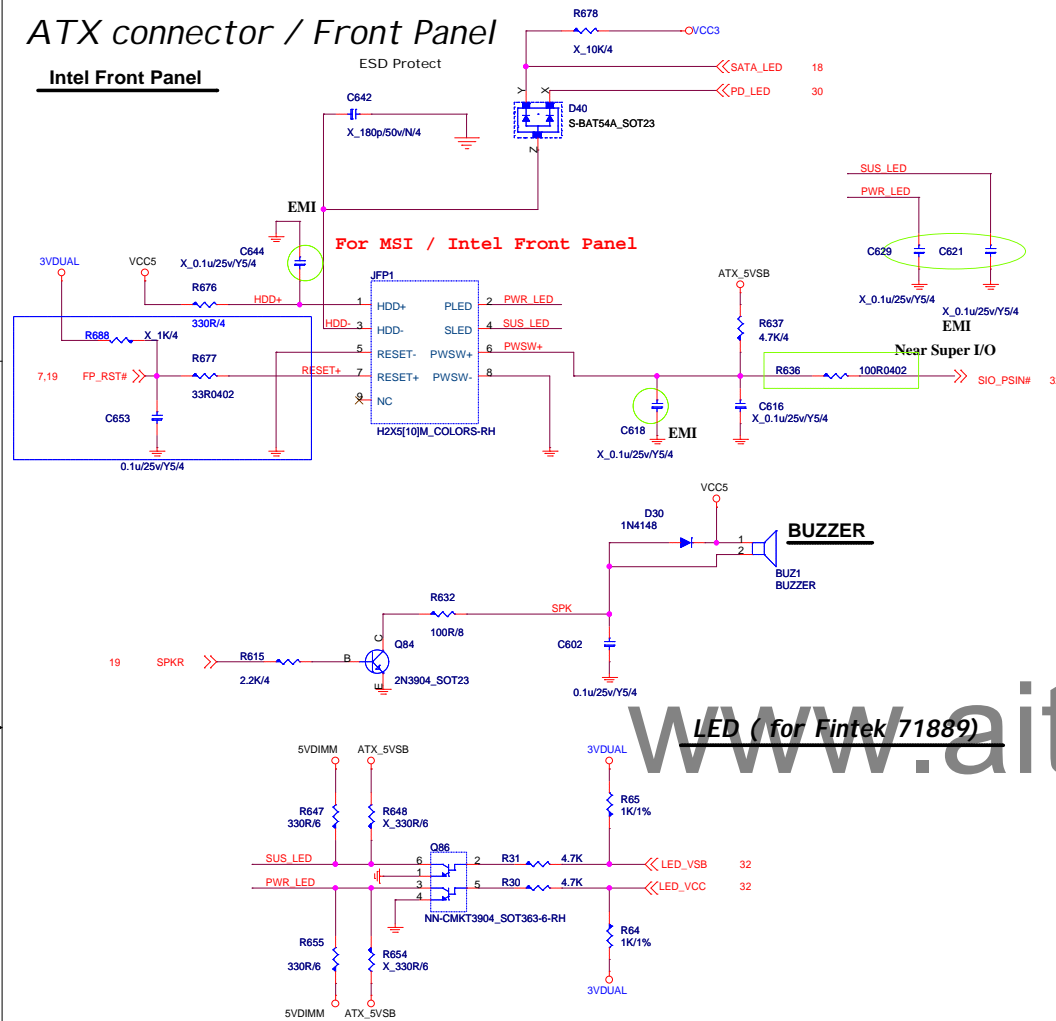 ATX connector / Front Panel
Intel Front Panel
ESD Protect
R678
VCC3
X_10K/4
SATA_LED 18
PD_LED 30
Y X
D40
S-BAT54A_SOT23
Z
C642
X_180p/50v/N/4
EMI
For MSI / Intel Front Panel
C644
X_0.1u/25v/Y5/4
3VDUAL
VCC5
R676
330R/4
HDD+
HDD-
R688 X_1K/4
R677
33R0402
7,19 FP_RST#
RESET+
C653
0.1u/25v/Y5/4
JFP1
1 HDD+ PLED 2 PWR_LED
3 HDD- SLED 4 SUS_LED
5 RESET- PWSW+ 6 PWSW+
7 RESET+ PWSW- 8
9 NC
H2X5[10]M_COLORS-RH
SUS_LED
PWR_LED
C629 C621
X_0.1u/25v/Y5/4
X_0.1u/25v/Y5/4
EMI
Near Super I/O
ATX_5VSB
R637
4.7K/4
R636 100R0402
SIO_PSIN# 3
C618
EMI
X_0.1u/25v/Y5/4
C616
X_0.1u/25v/Y5/4
VCC5
D30
1N4148
BUZZER
1
2
BUZ1
BUZZER
R632
100R/8
SPK
C602
0.1u/25v/Y5/4
19 SPKR
R615
2.2K/4
B
C
E
Q84
2N3904_SOT23
www.ait
LED ( for Fintek 71889)
5VDIMM ATX_5VSB
3VDUAL
R647
330R/6
R648
X_330R/6
R65
1K/1%
Q86
SUS_LED 6 2 R31 4.7K LED_VSB 32
1
PWR_LED 3 5 R30 4.7K LED_VCC 32
4
NN-CMKT3904_SOT363-6-RH
R655
330R/6
R654
X_330R/6
R64
1K/1%
3VDUAL
5VDIMM ATX_5VSB